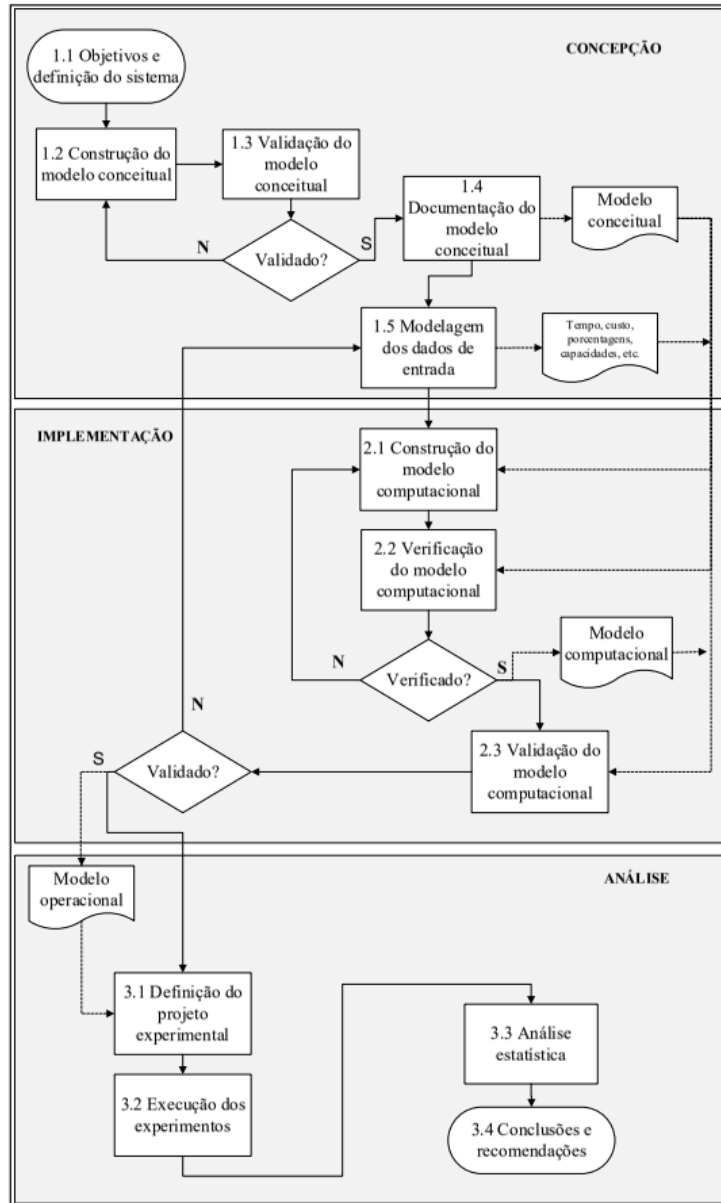 CONCEPÇÃO
1.1 Objetivos e
definição do sistema
1.2 Construção do
modelo conceitual
1.3 Validação do
modelo
conceitual
Validado?
N
S
1.4
Documentação do
modelo
conceitual
Modelo
conceitual
1.5 Modelagem
dos dados de
entrada
Tempo, custo,
porcentagens,
capacidades, etc.
IMPLEMENTAÇÃO
2.1 Construção do
modelo
computacional
2.2 Verificação
do modelo
computacional
Verificado?
N
S
Modelo
computacional
2.3 Validação do
modelo
computacional
Validado?
N
S
ANÁLISE
Modelo
operacional
3.1 Definição do
projeto
experimental
3.2 Execução dos
experimentos
3.3 Análise
estatística
3.4 Conclusões e
recomendações